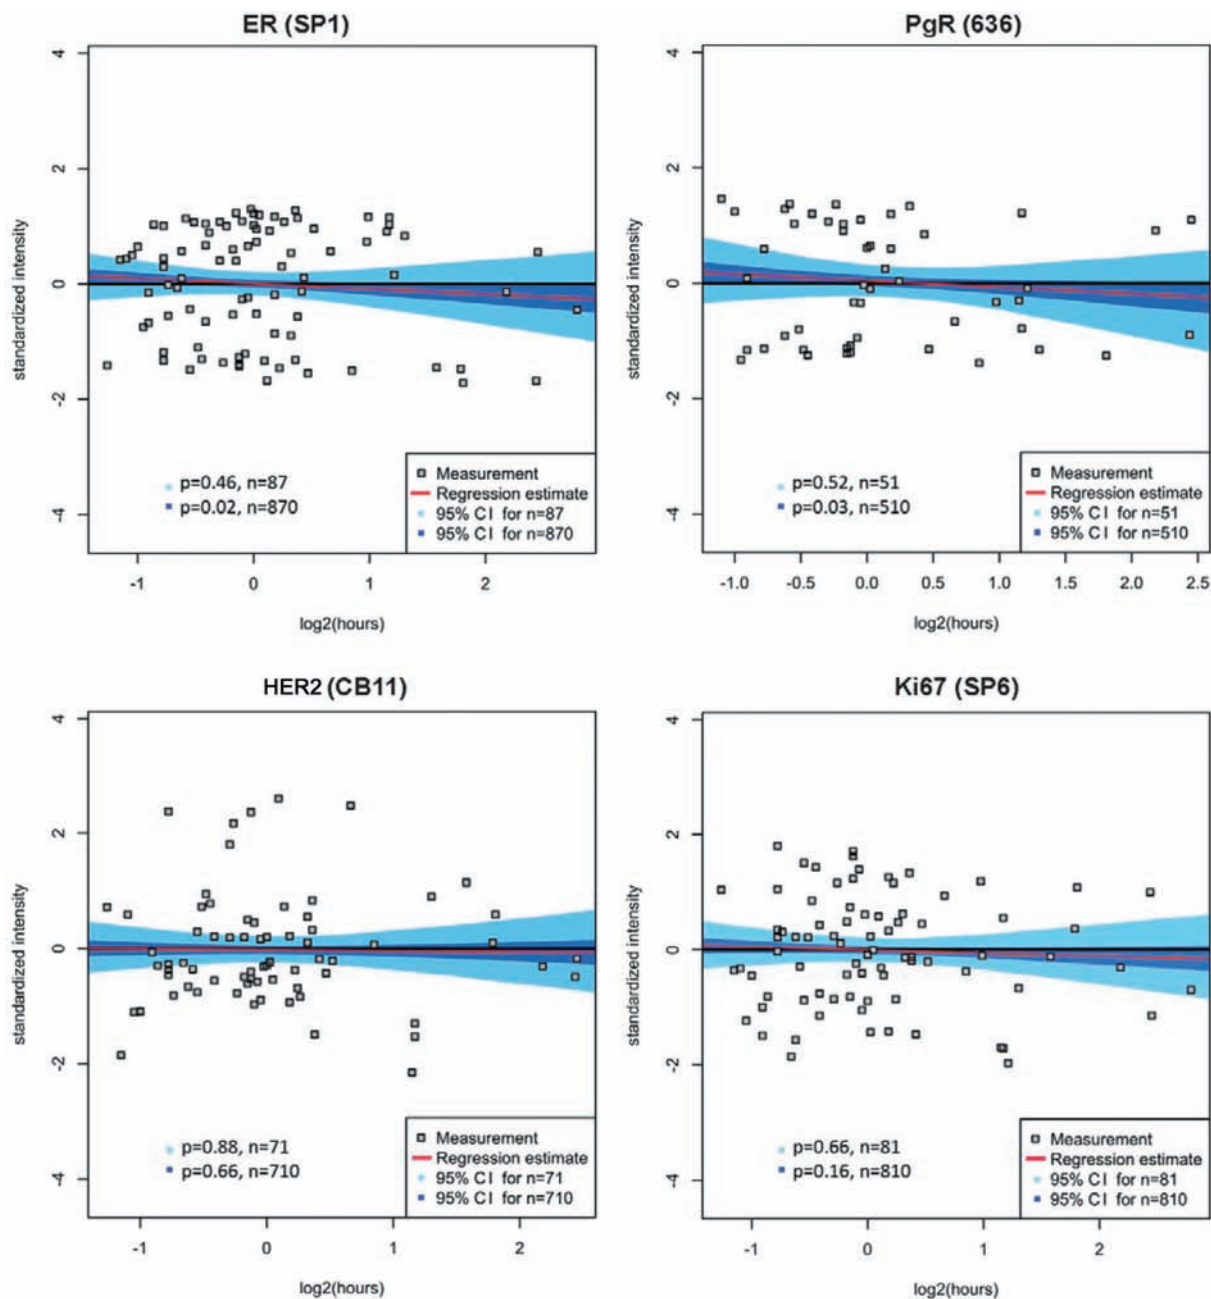 ER (SP1)
standardized intensity
4
2
0
-2
-4
p=0.46, n=87
p=0.02, n=870
Measurement
Regression estimate
95% CI for n=87
95% CI for n=870
-1
0
1
2
log2(hours)
PgR (636)
standardized intensity
4
2
0
-2
-4
p=0.52, n=51
p=0.03, n=510
Measurement
Regression estimate
95% CI for n=51
95% CI for n=510
-1.0
-0.5
0.0
0.5
1.0
1.5
2.0
2.5
log2(hours)
HER2 (CB11)
standardized intensity
4
2
0
-2
-4
p=0.88, n=71
p=0.66, n=710
Measurement
Regression estimate
95% CI for n=71
95% CI for n=710
-1
0
1
2
log2(hours)
Ki67 (SP6)
standardized intensity
4
2
0
-2
-4
p=0.66, n=81
p=0.16, n=810
Measurement
Regression estimate
95% CI for n=81
95% CI for n=810
-1
0
1
2
log2(hours)